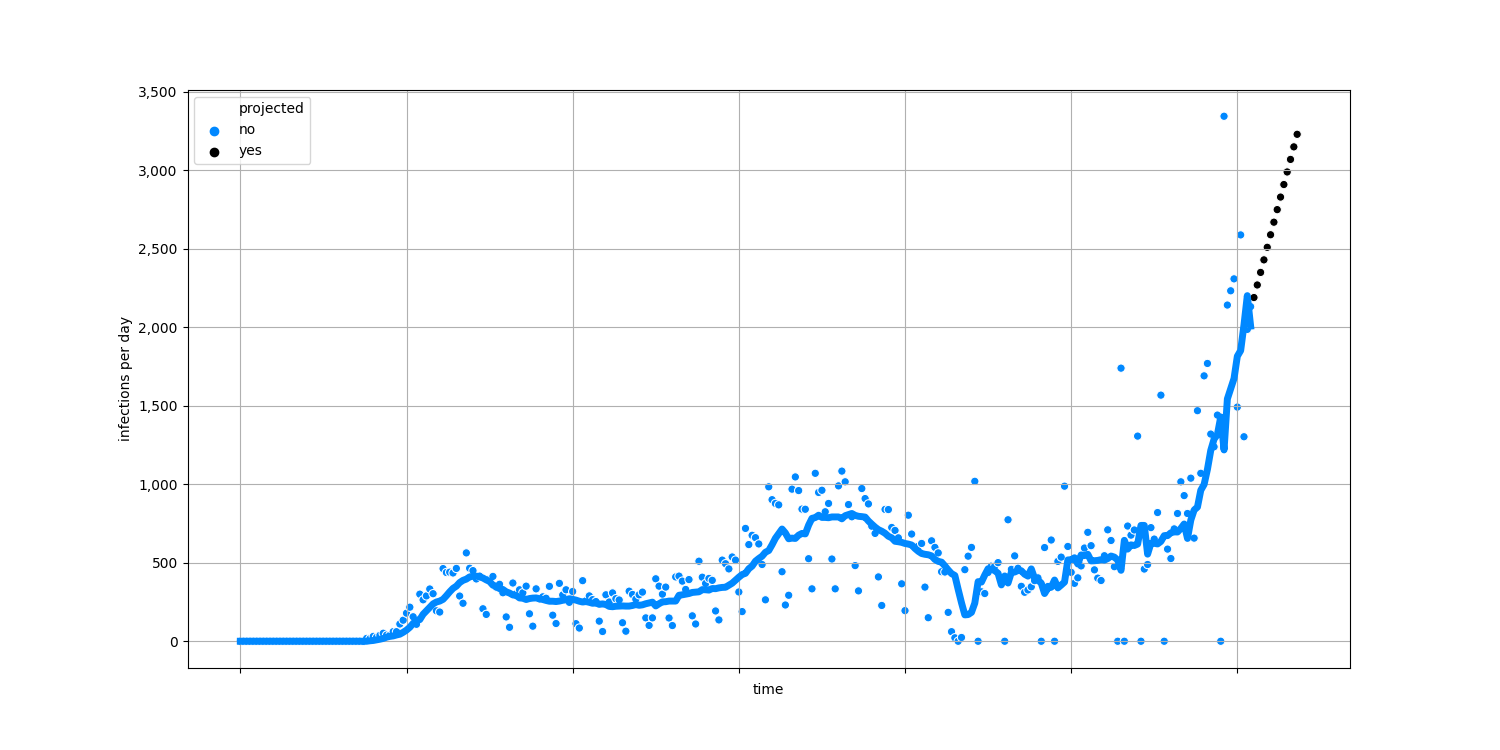 3,500
3,000
2,500
2,000
1,500
1,000
500
0
infections per day
projected
no
yes
time